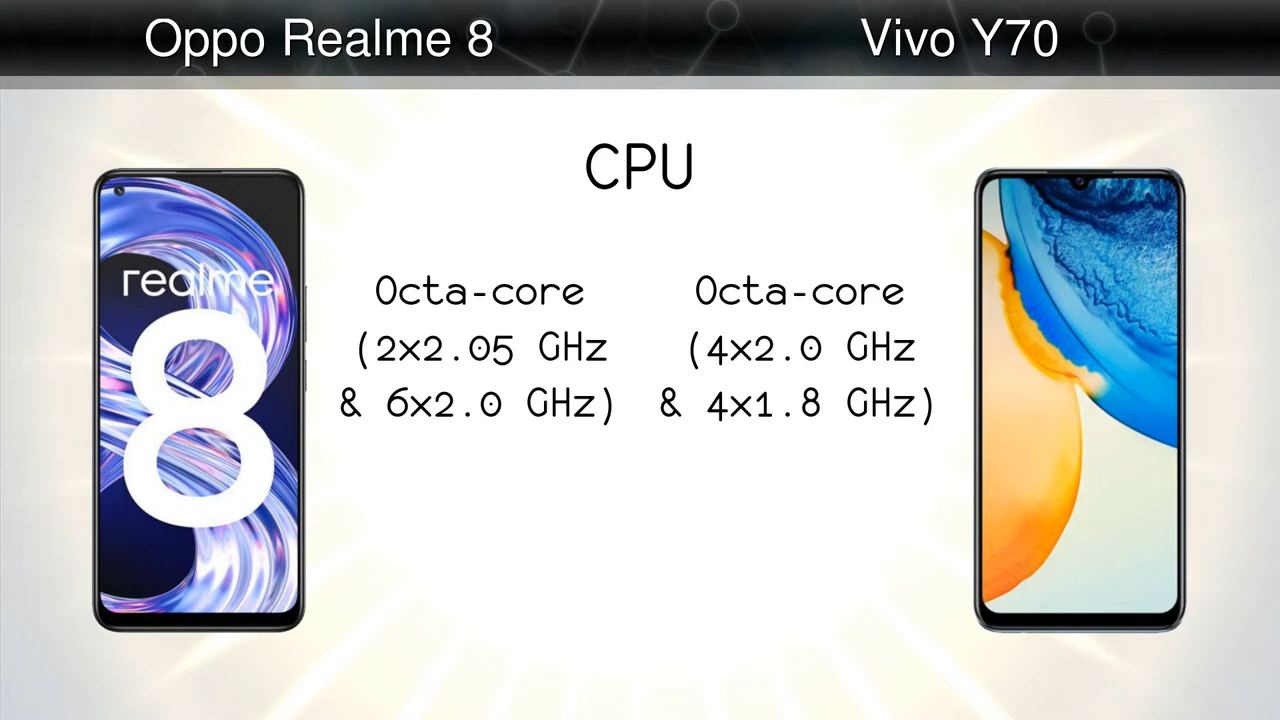 Oppo Realme 8
Vivo Y70
CPU
realme
8
Octa-core
(2x2.05 GHz
& 6x2.0 GHz)
Octa-core
(4x2.0 GHz
& 4x1.8 GHz)